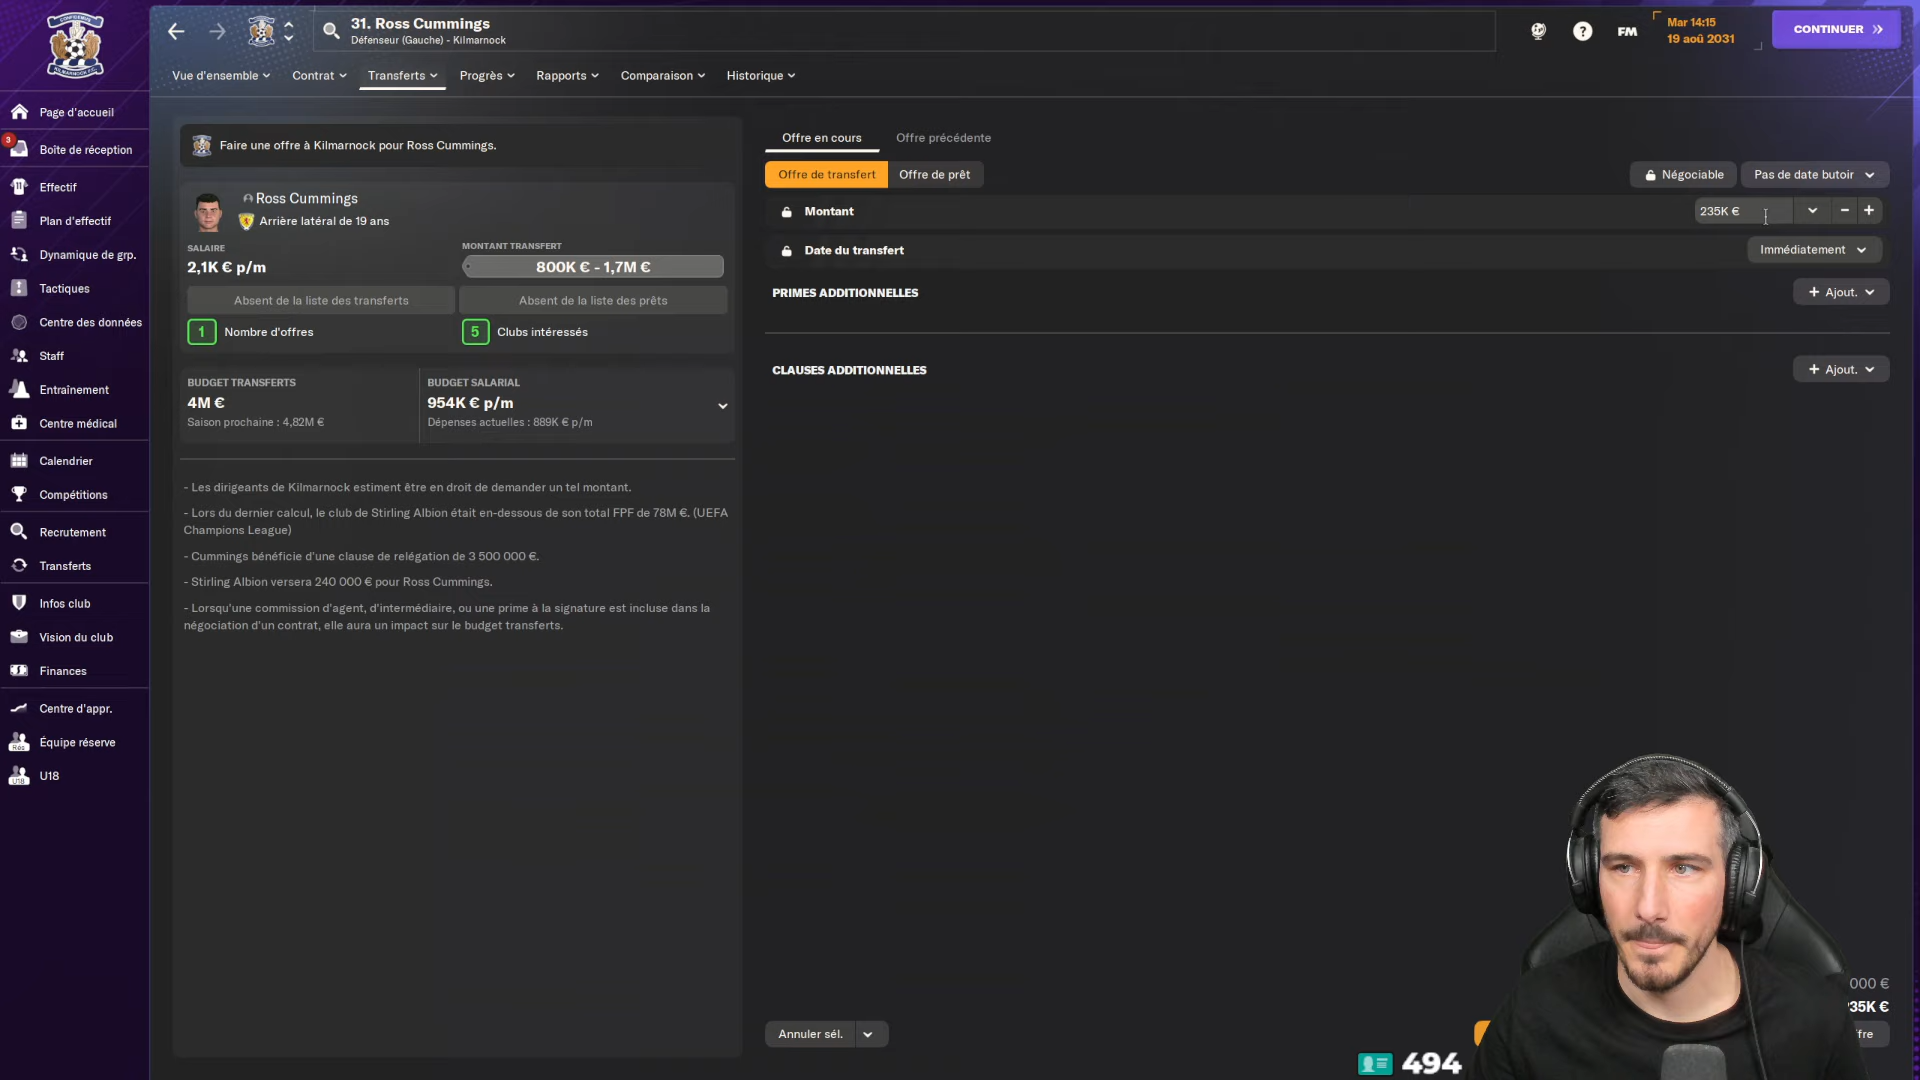 31. Ross Cummings
Défenseur (Gauche) - Kilmarnock
FM
Mar 14:15
19 aoû 2031
CONTINUER
Vue d'ensemble
Contrat
Transferts
Progrès
Rapports
Comparaison
Historique
Page d'accueil
3
Boîte de réception
Effectif
Plan d'effectif
Dynamique de grp.
Tactiques
Centre des données
Staff
Entraînement
Centre médical
Calendrier
Compétitions
Recrutement
Transferts
Infos club
Vision du club
Finances
Centre d'appr.
Équipe réserve
U18
Faire une offre à Kilmarnock pour Ross Cummings.
Ross Cummings
Arrière latéral de 19 ans
SALAIRE
2,1K € p/m
MONTANT TRANSFERT
800K € - 1,7M €
Absent de la liste des transferts
Absent de la liste des prêts
1 Nombre d'offres
5 Clubs intéressés
BUDGET TRANSFERTS
4M €
Saison prochaine : 4,82M €
BUDGET SALARIAL
954K € p/m
Dépenses actuelles : 889K € p/m
- Les dirigeants de Kilmarnock estiment être en droit de demander un tel montant.
- Lors du dernier calcul, le club de Stirling Albion était en-dessous de son total FPF de 78M €. (UEFA
Champions League)
- Cummings bénéficie d'une clause de relégation de 3 500 000 €.
- Stirling Albion versera 240 000 € pour Ross Cummings.
- Lorsqu'une commission d'agent, d'intermédiaire, ou une prime à la signature est incluse dans la
négociation d'un contrat, elle aura un impact sur le budget transferts.
Offre en cours
Offre précédente
Offre de transfert
Offre de prêt
Négociable
Pas de date butoir
Montant
235K €
Date du transfert
Immédiatement
PRIMES ADDITIONNELLES
+ Ajout.
CLAUSES ADDITIONNELLES
+ Ajout.
000 €
35K €
fre
Annuler sél.
494